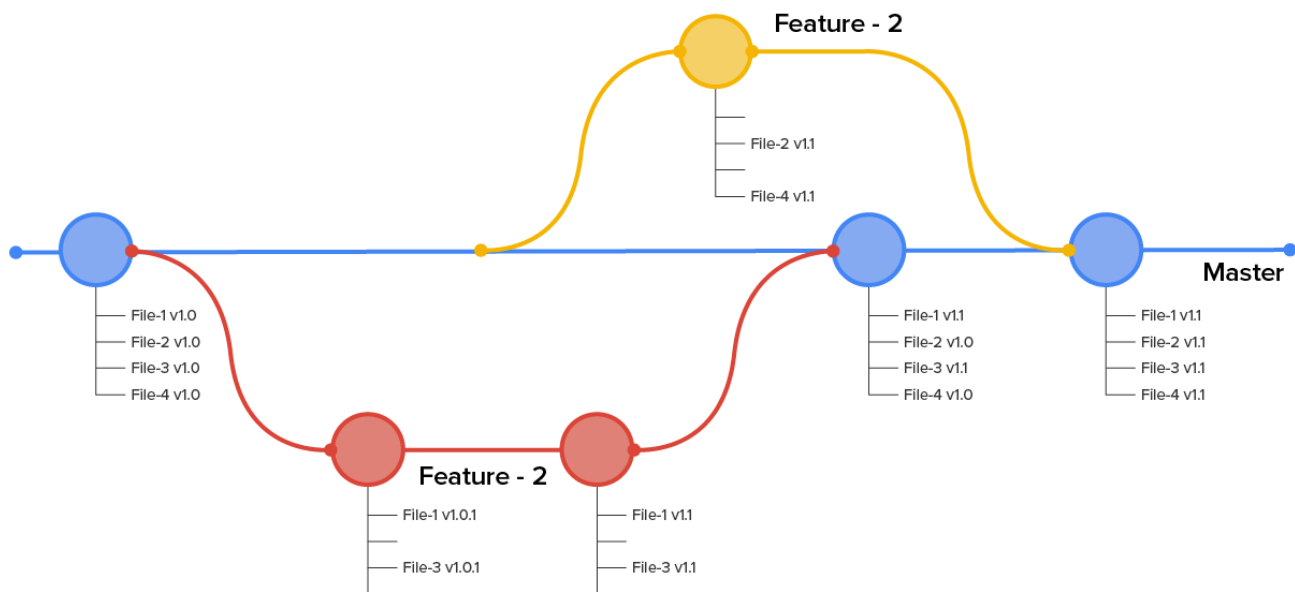 Feature - 2
File-2 v1.1
File-4 v1.1
Master
File-1 v1.0
File-2 v1.0
File-3 v1.0
File-4 v1.0
File-1 v1.1
File-2 v1.0
File-3 v1.1
File-4 v1.0
File-1 v1.1
File-2 v1.1
File-3 v1.1
File-4 v1.1
Feature - 2
File-1 v1.0.1
File-3 v1.0.1
File-1 v1.1
File-3 v1.1